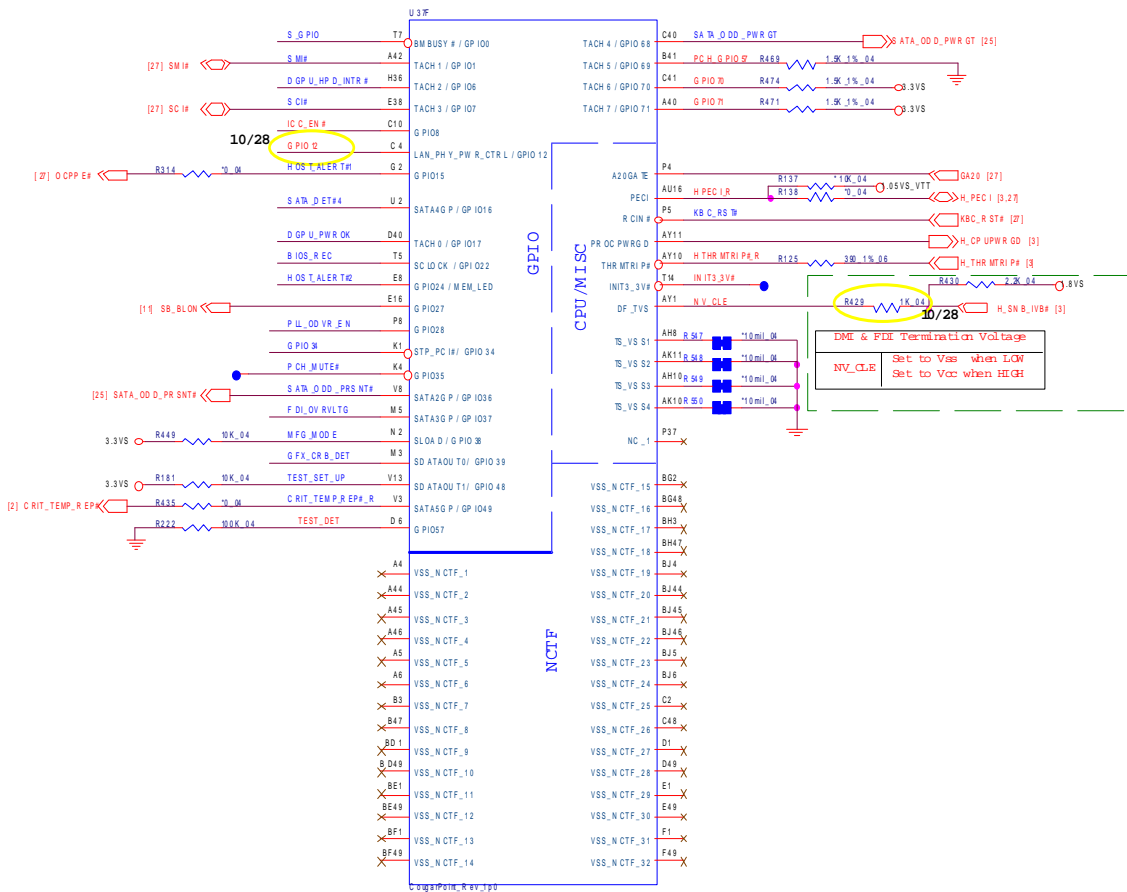 U 37F
S_GPIO T7 BMBUSY # / GPIO0
[27] SMI# SMI# A42 TACH1 / GPIO1
DGPU_HPD_INTR # H36 TACH2 / GPIO6
[27] SCI# SCI# E38 TACH3 / GPIO7
ICC_EN# C10 GPIO8
10/28 GPIO12 C4 LAN_PHY_PWR_CTRL / GPIO12
[27] OCPPE# R314 *0_04 HOST_ALERT#1 G2 GPIO15
SATA_DET#4 U2 SATA4GP / GPIO16
DGPU_PWROK D40 TACH0 / GPIO17
BIOS_REC T5 SCLOCK / GPIO22
HOST_ALERT#2 E8 GPIO24 / MEM_LED
[11] SB_BLON E16 GPIO27
PLL_ODVR_EN P8 GPIO28
GPIO34 K1 STP_PCI# / GPIO34
PCH_MUTE# K4 GPIO35
[25] SATA_ODD_PRSNT# SATA_ODD_PRSNT# V8 SATA2GP / GPIO36
FDI_OVRVLTG M5 SATA3GP / GPIO37
3.3VS R449 10K_04 MFG_MODE N2 SLOAD / GPIO38
GFX_CRB_DET M3 SDATAOUT0/ GPIO39
3.3VS R181 10K_04 TEST_SET_UP V13 SDATAOUT1/ GPIO48
[2] CRIT_TEMP_REP# R435 *0_04 CRIT_TEMP_REP#_R V3 SATA5GP / GPIO49
R222 100K_04 TEST_DET D6 GPIO57
GPIO
CPU/MISC
NCTF
TACH4 / GPIO68 C40 SATA_ODD_PWRGT SATA_ODD_PWRGT [25]
TACH5 / GPIO69 B41 PCH_GPIO57 R469 1.5K_1%_04
TACH6 / GPIO70 C41 GPIO70 R474 1.5K_1%_04 3.3VS
TACH7 / GPIO71 A40 GPIO71 R471 1.5K_1%_04 3.3VS
A20GATE P4 GA20 [27]
R137 *10K_04 1.05VS_VTT
PECI AU16 HPECI_R R138 *0_04 H_PECI [3,27]
RCIN# P5 KBC_RST# KBC_RST# [27]
PROCPWRGD AY11 H_CPUPWRGD [3]
THRMTRIP# AY10 HTHRMTRIP#_R R125 390_1%_06 H_THRMTRIP# [3]
INIT3_3V# T14 INIT3_3V#
R430 2.2K_04 1.8VS
DF_TVS AY1 NV_CLE R429 1K_04 H_SNB_IVB# [3]
10/28
DMI & FDI Termination Voltage
NV_CLE
Set to Vss when LOW
Set to Vcc when HIGH
TS_VSS1 AH8 R547 *10mil_04
TS_VSS2 AK11 R548 *10mil_04
TS_VSS3 AH10 R549 *10mil_04
TS_VSS4 AK10 R550 *10mil_04
NC_1 P37
A4 VSS_NCTF_1
A44 VSS_NCTF_2
A45 VSS_NCTF_3
A46 VSS_NCTF_4
A5 VSS_NCTF_5
A6 VSS_NCTF_6
B3 VSS_NCTF_7
B47 VSS_NCTF_8
BD1 VSS_NCTF_9
BD49 VSS_NCTF_10
BE1 VSS_NCTF_11
BE49 VSS_NCTF_12
BF1 VSS_NCTF_13
BF49 VSS_NCTF_14
VSS_NCTF_15 BG2
VSS_NCTF_16 BG48
VSS_NCTF_17 BH3
VSS_NCTF_18 BH47
VSS_NCTF_19 BJ4
VSS_NCTF_20 BJ44
VSS_NCTF_21 BJ45
VSS_NCTF_22 BJ46
VSS_NCTF_23 BJ5
VSS_NCTF_24 BJ6
VSS_NCTF_25 C2
VSS_NCTF_26 C48
VSS_NCTF_27 D1
VSS_NCTF_28 D49
VSS_NCTF_29 E1
VSS_NCTF_30 E49
VSS_NCTF_31 F1
VSS_NCTF_32 F49
CougarPoint_Rev_1p0